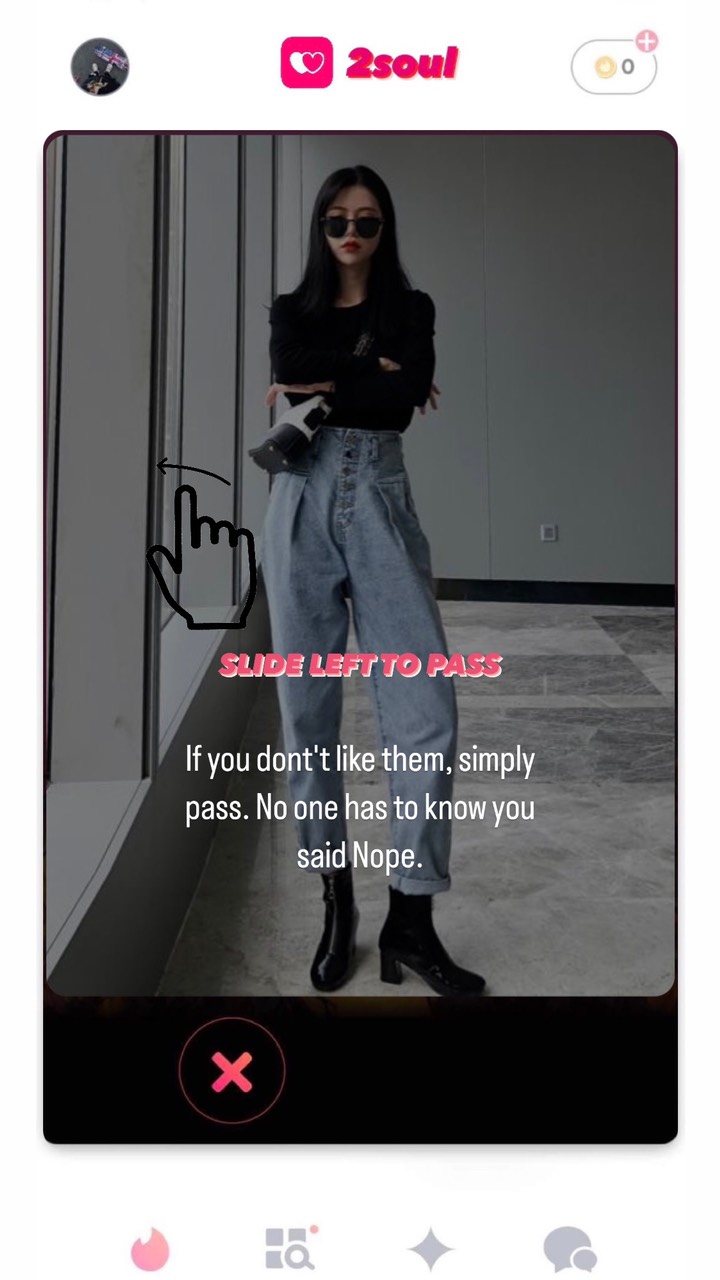 2soul
0
SLIDE LEFT TO PASS
If you dont't like them, simply
pass. No one has to know you
said Nope.